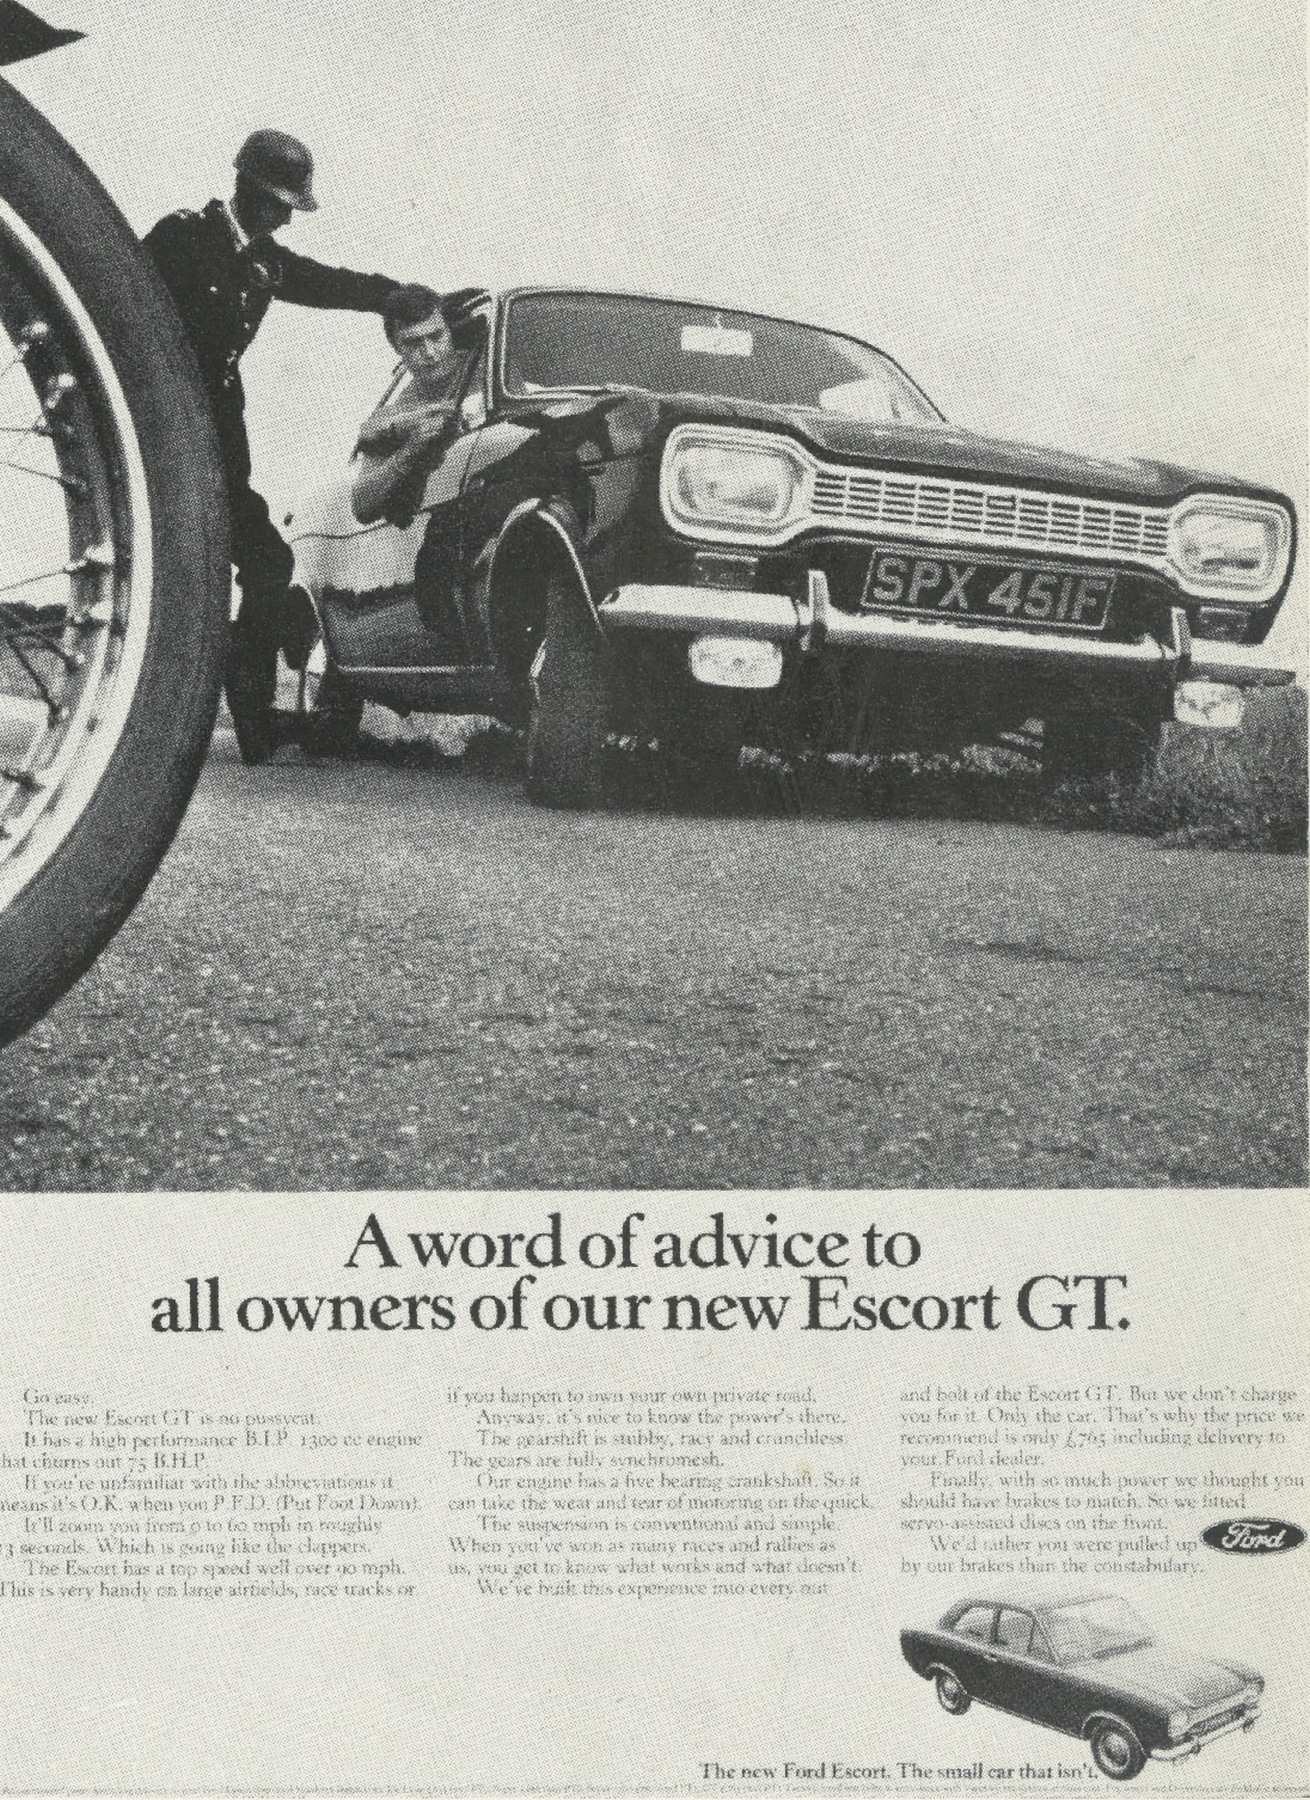 SPX 451F
A word of advice to
all owners of our new Escort GT.
Go easy.
The new Escort GT is no pussycat.
It has a high performance B.I.P. 1300 cc engine
that churns out 75 B.H.P.
If you're unfamiliar with the abbreviations it
means it's O.K. when you P.F.D. (Put Foot Down).
It'll zoom you from 0 to 60 mph in roughly
13 seconds. Which is going like the clappers.
The Escort has a top speed well over 90 mph.
This is very handy on large airfields, race tracks or
if you happen to own your own private road.
Anyway, it's nice to know the power's there.
The gearshift is stubby, racy and crunchless.
The gears are fully synchromesh.
Our engine has a five bearing crankshaft. So it
can take the wear and tear of motoring on the quick.
The suspension is conventional and simple.
When you've won as many races and rallies as
us, you get to know what works and what doesn't.
We've built this experience into every nut
and bolt of the Escort GT. But we don't charge
you for it. Only the car. That's why the price we
recommend is only £765 including delivery to
your Ford dealer.
Finally, with so much power we thought you
should have brakes to match. So we fitted
servo-assisted discs on the front.
We'd rather you were pulled up
by our brakes than the constabulary.
Ford
The new Ford Escort. The small car that isn't.